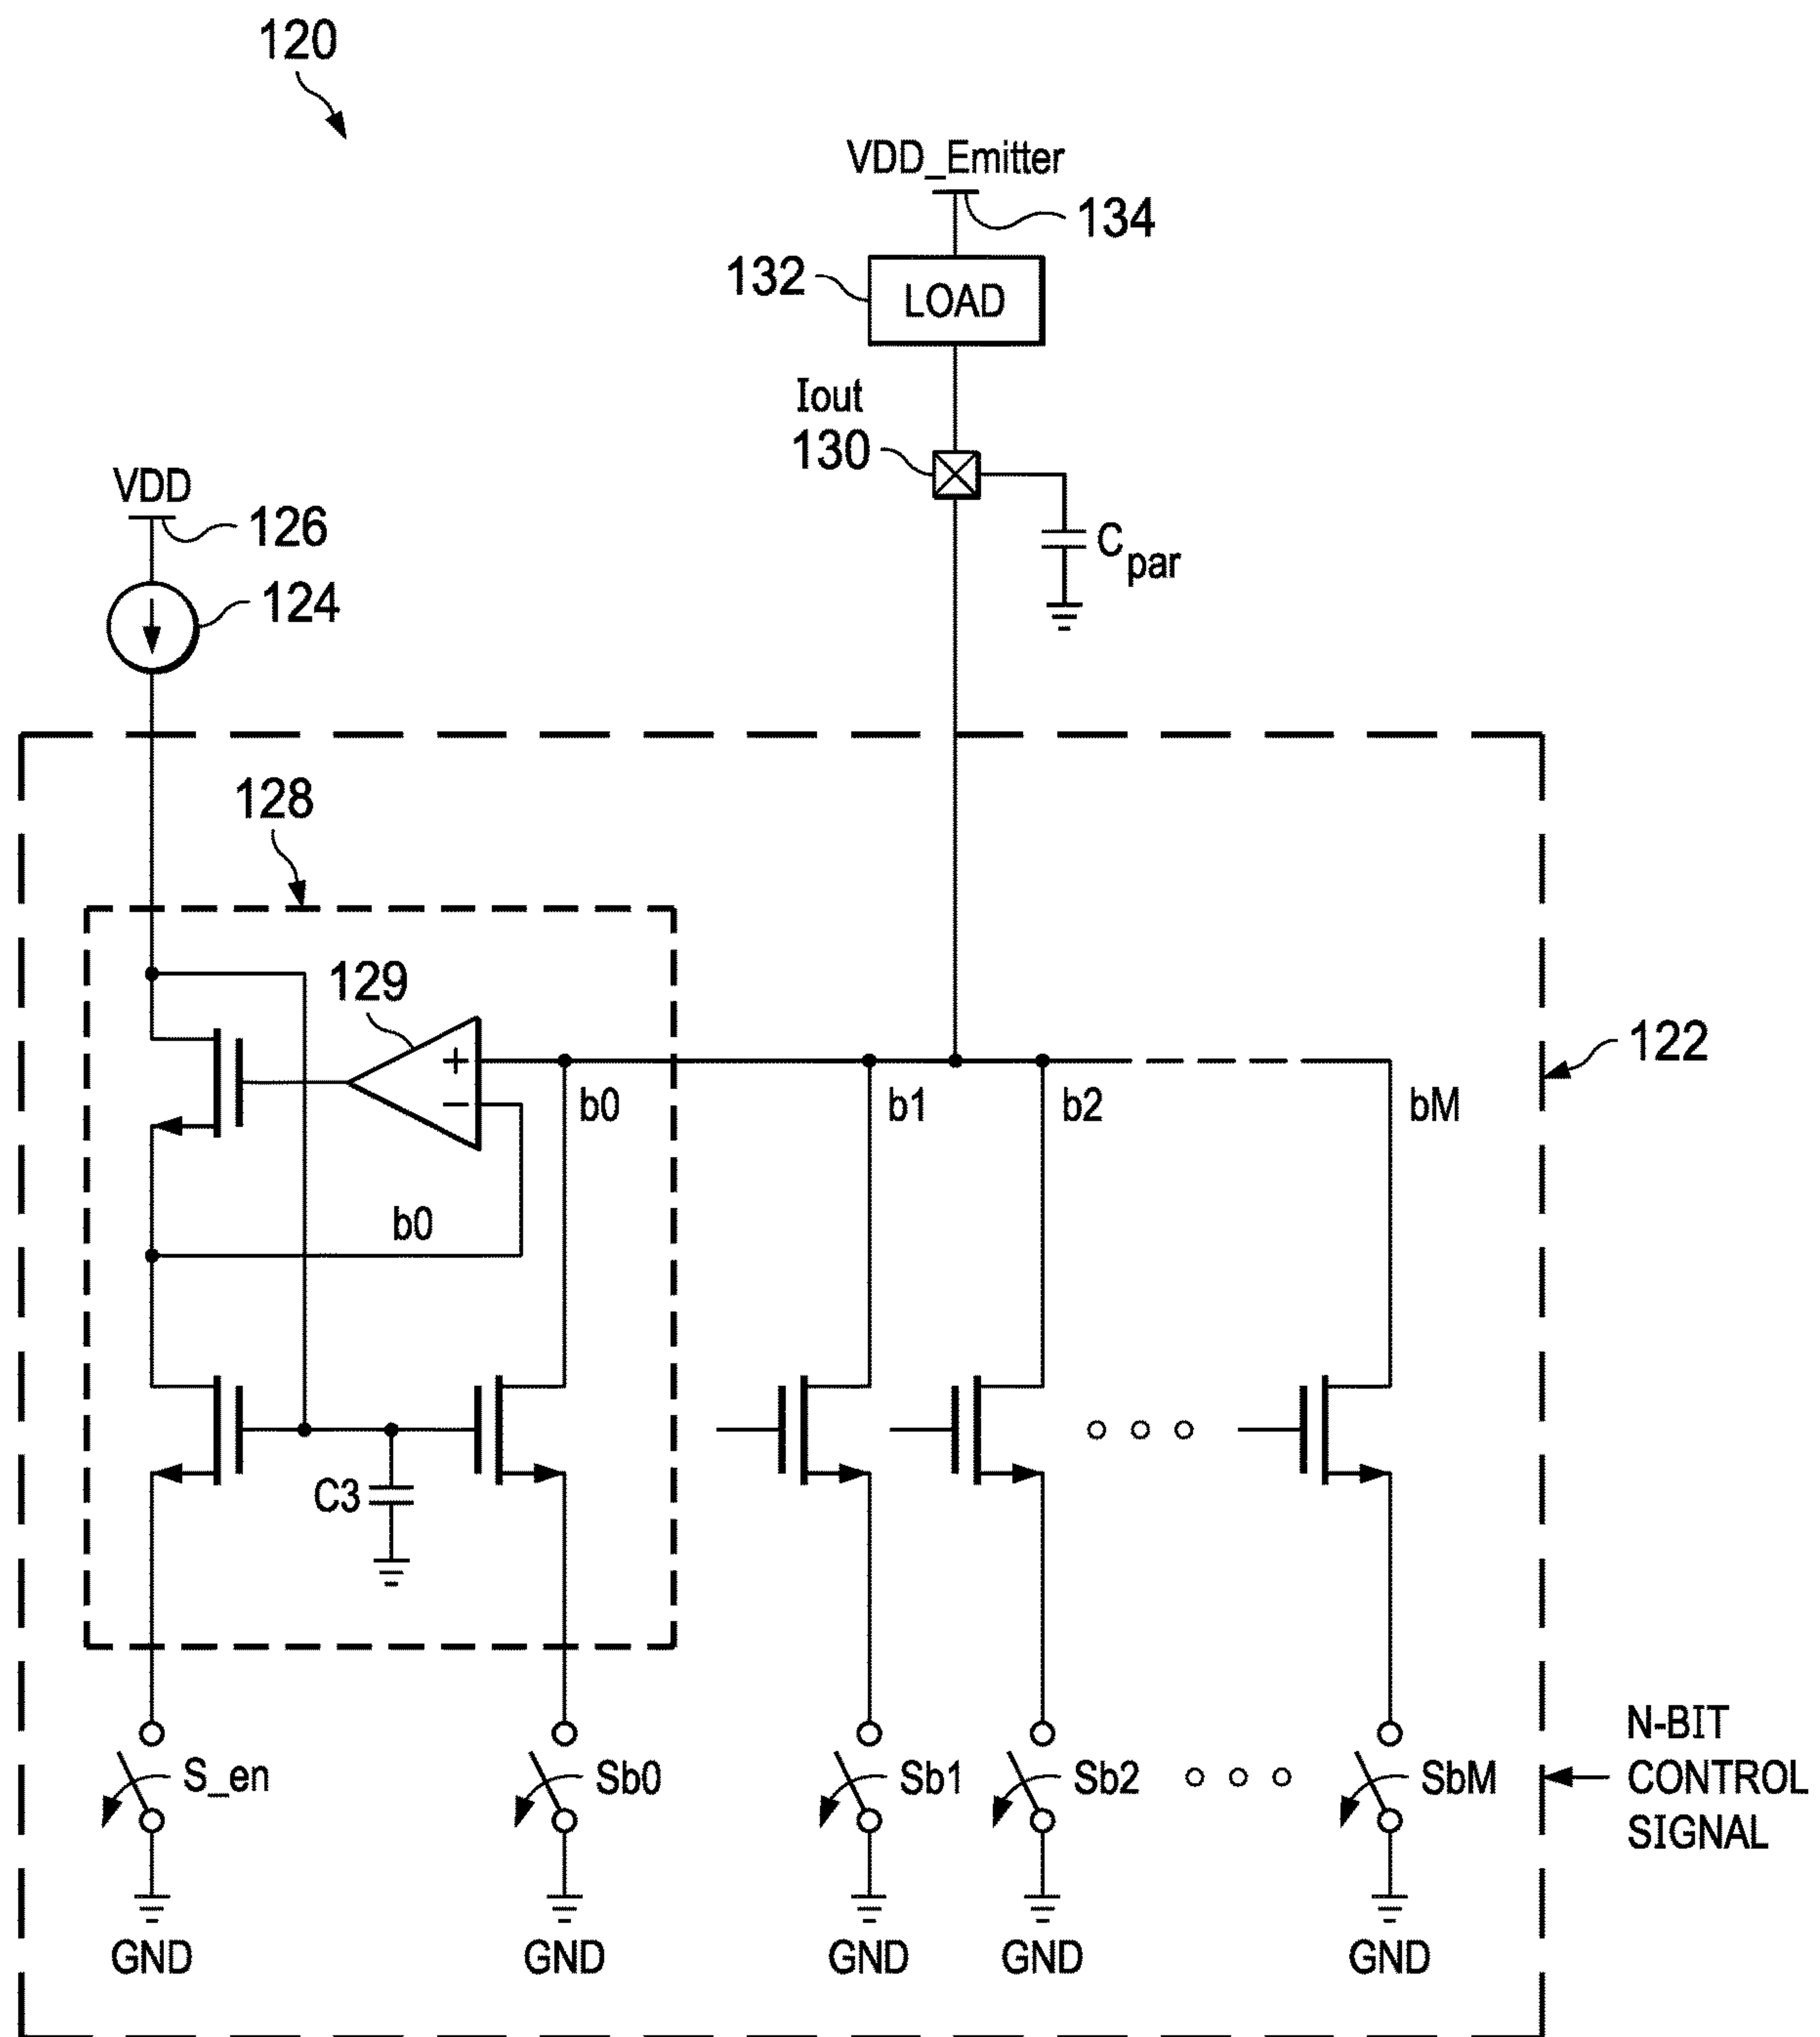 120
VDD_Emitter
134
132
LOAD
Iout
130
Cpar
VDD
126
124
128
129
+
−
b0
b1
b2
bM
122
b0
C3
S_en
Sb0
Sb1
Sb2
SbM
N-BIT
CONTROL
SIGNAL
GND
GND
GND
GND
GND